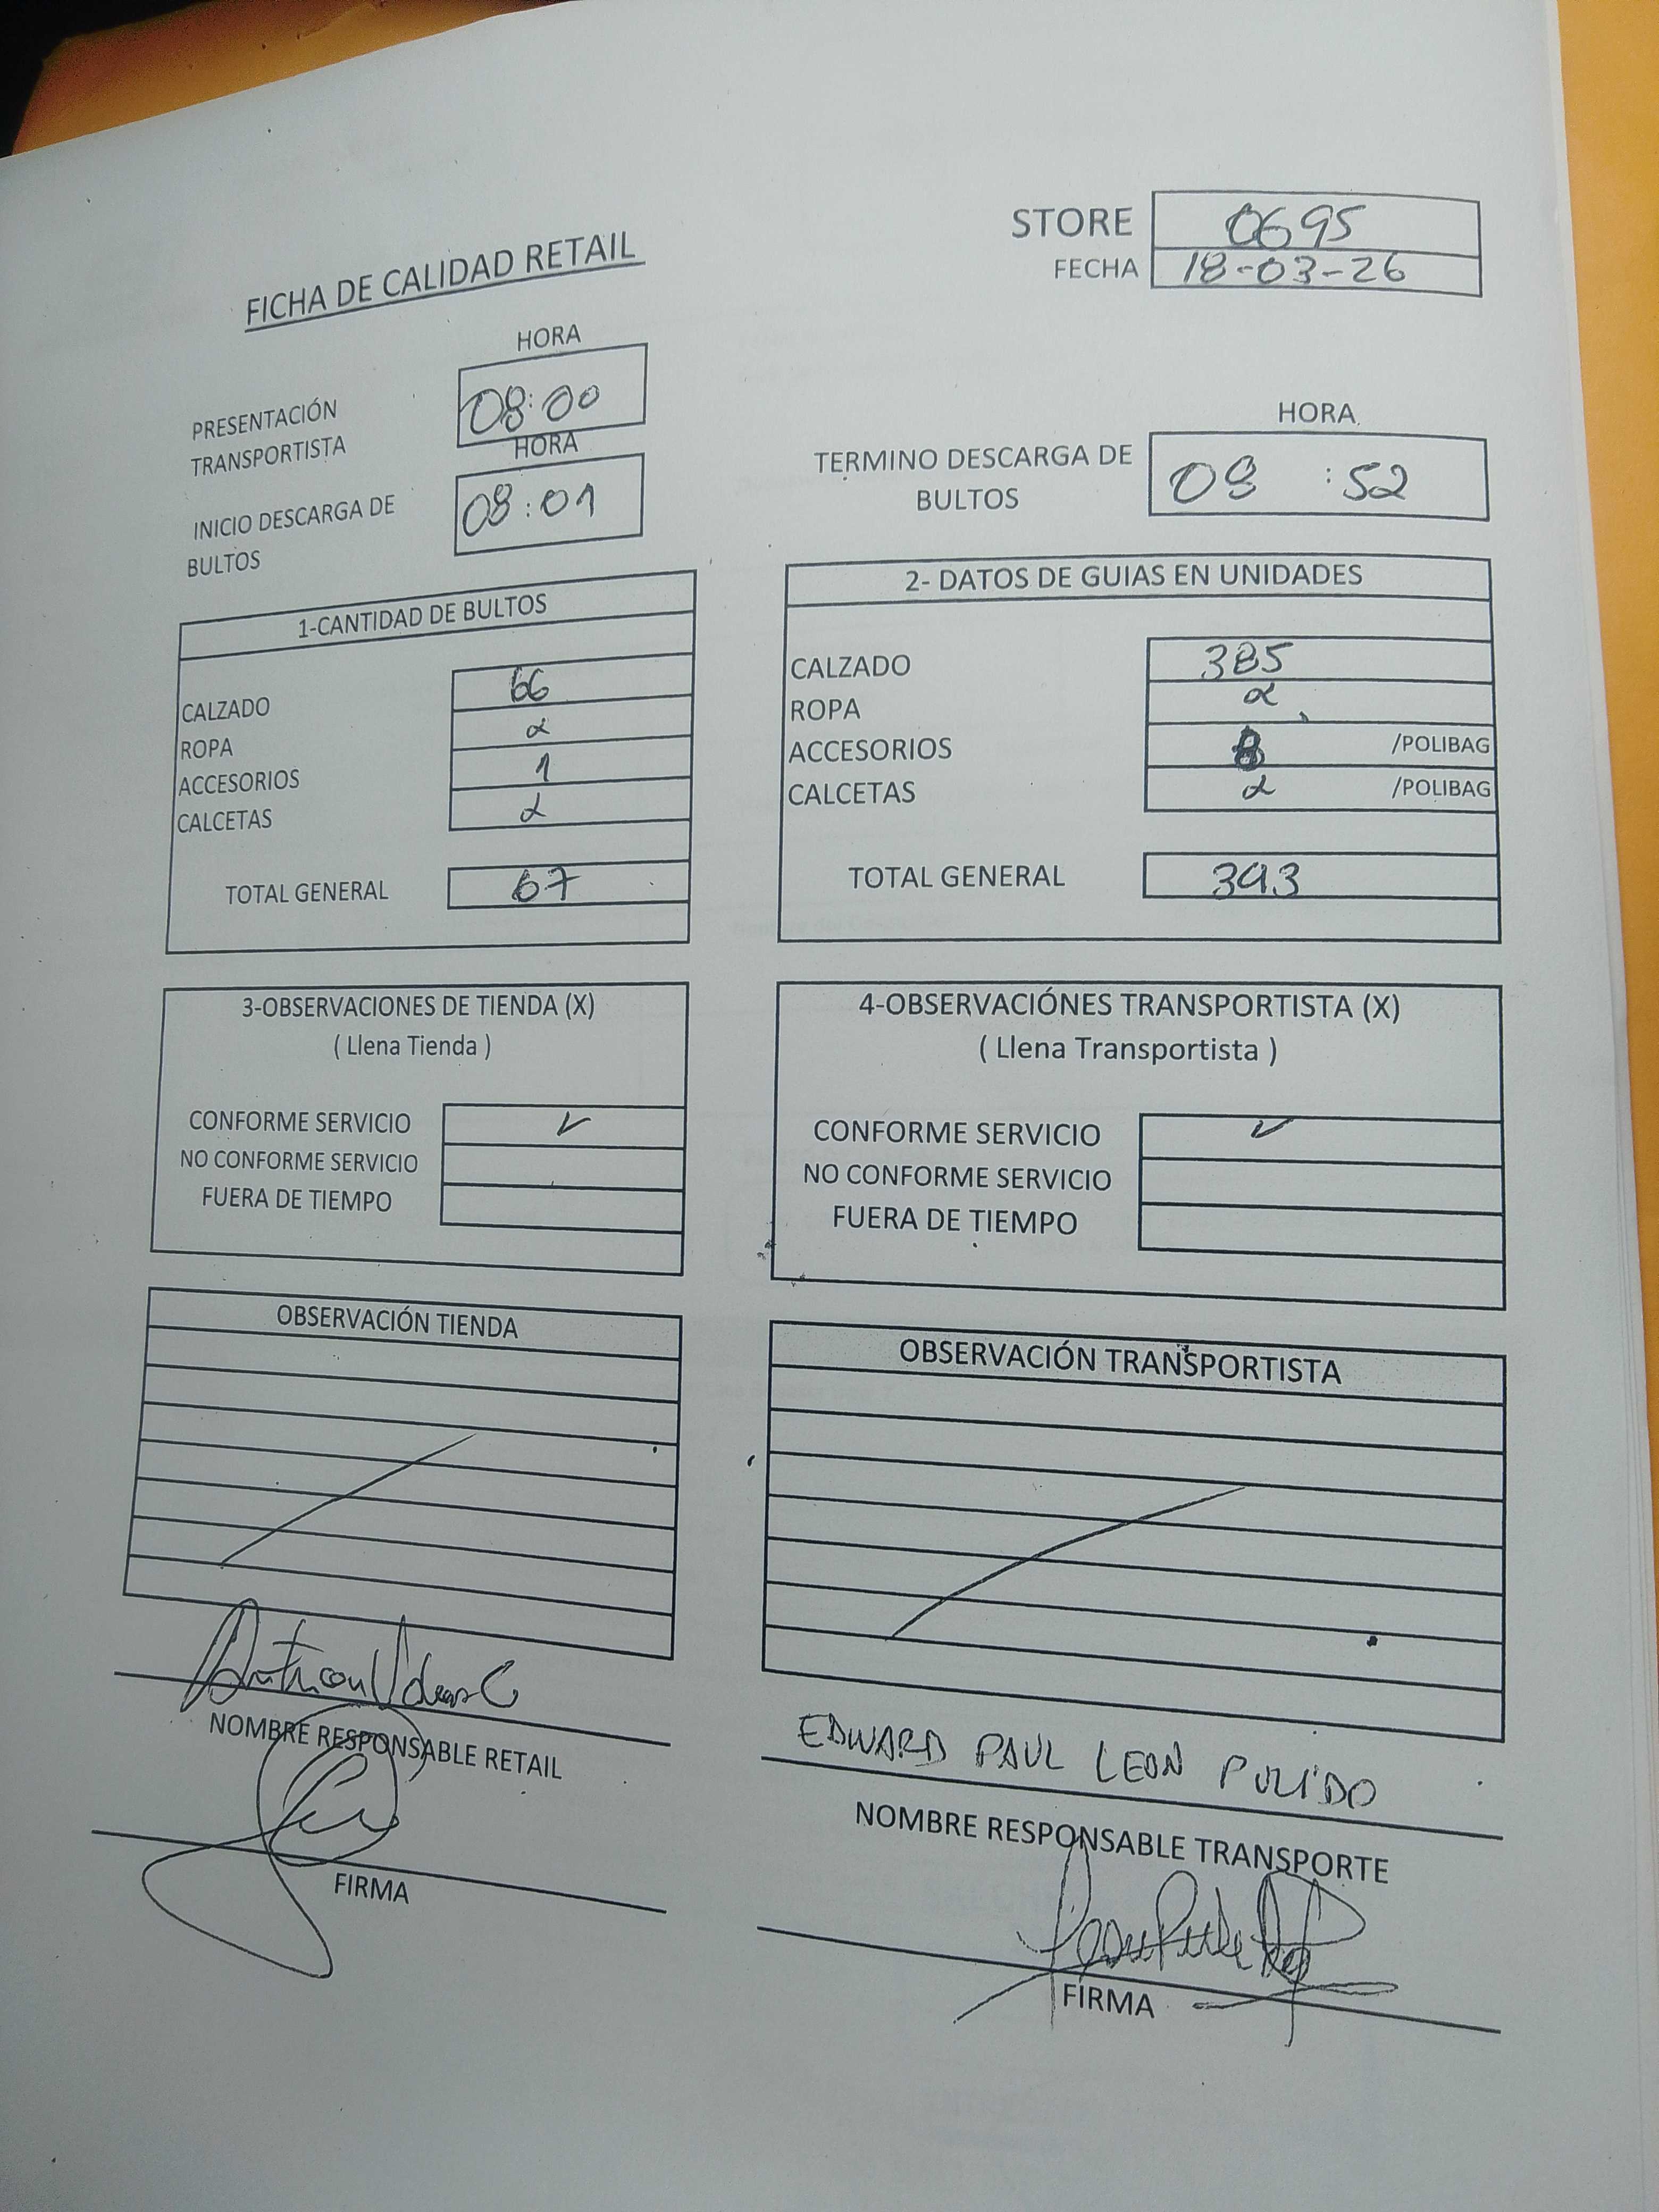 STORE 0695
FECHA 18-03-26
FICHA DE CALIDAD RETAIL
HORA
PRESENTACIÓN TRANSPORTISTA 08:00
HORA
INICIO DESCARGA DE BULTOS 08:01
HORA
TERMINO DESCARGA DE BULTOS 08:52
1-CANTIDAD DE BULTOS
CALZADO 66
ROPA
ACCESORIOS 1
CALCETAS
TOTAL GENERAL 67
2- DATOS DE GUIAS EN UNIDADES
CALZADO 385
ROPA
ACCESORIOS 8 /POLIBAG
CALCETAS /POLIBAG
TOTAL GENERAL 393
3-OBSERVACIONES DE TIENDA (X)
( Llena Tienda )
CONFORME SERVICIO ✓
NO CONFORME SERVICIO
FUERA DE TIEMPO
4-OBSERVACIÓNES TRANSPORTISTA (X)
( Llena Transportista )
CONFORME SERVICIO ✓
NO CONFORME SERVICIO
FUERA DE TIEMPO
OBSERVACIÓN TIENDA
OBSERVACIÓN TRANSPORTISTA
NOMBRE RESPONSABLE RETAIL
FIRMA
EDWARD PAUL LEON PULIDO
NOMBRE RESPONSABLE TRANSPORTE
FIRMA